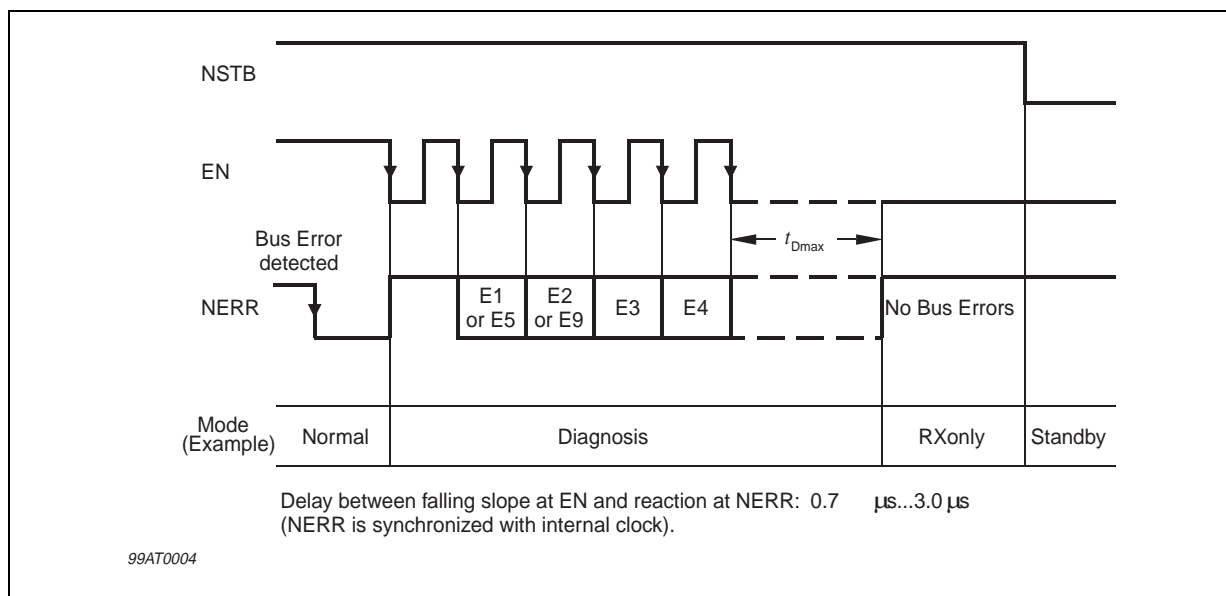 NSTB
EN
Bus Error
detected
t Dmax
NERR
E1
or E5
E2
or E9
E3
E4
No Bus Errors
Mode
(Example)
Normal
Diagnosis
RXonly
Standby
Delay between falling slope at EN and reaction at NERR: 0.7 µs...3.0 µs
(NERR is synchronized with internal clock).
99AT0004